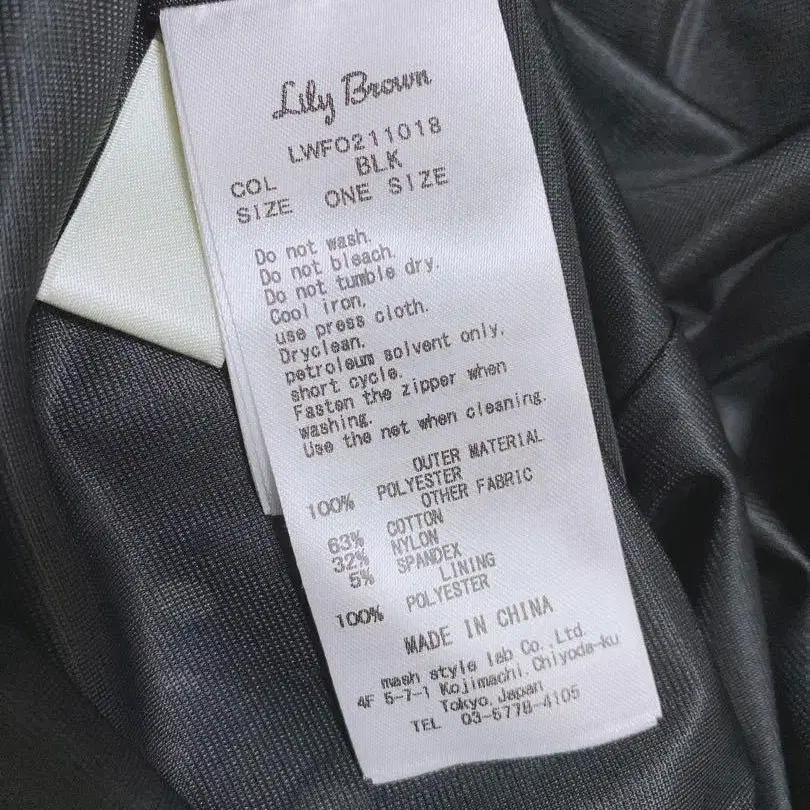 Lily Brown
LWFO211018
COL BLK
SIZE ONE SIZE
Do not wash.
Do not bleach.
Do not tumble dry.
Cool iron.
use press cloth.
Dryclean.
petroleum solvent only.
short cycle.
Fasten the zipper when
washing.
Use the net when cleaning.
OUTER MATERIAL
100% POLYESTER
OTHER FABRIC
63% COTTON
32% NYLON
5% SPANDEX
LINING
100% POLYESTER
MADE IN CHINA
mash style lab Co., Ltd.
4F 5-7-1 Kojimachi, Chiyoda-ku
Tokyo, Japan
TEL 03-5778-4105